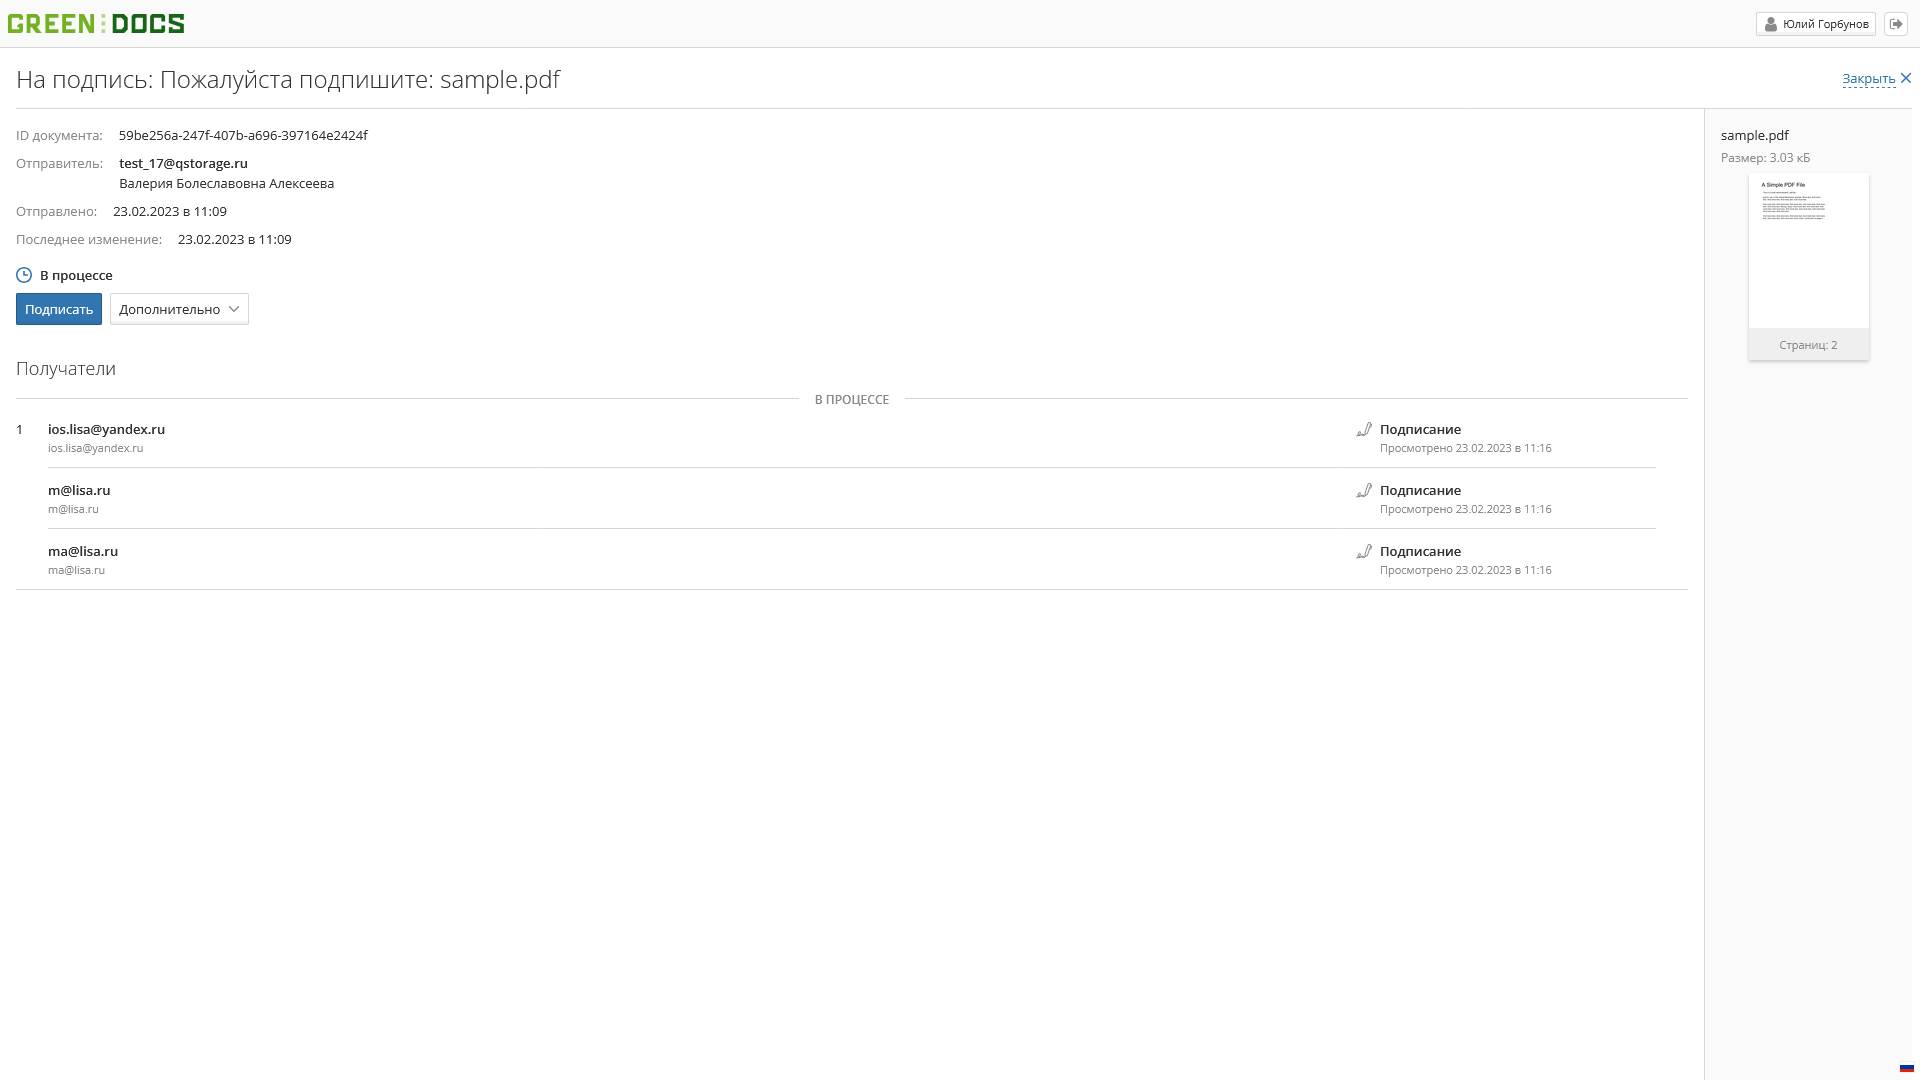 GREEN:DOCS
Юлий Горбунов
На подпись: Пожалуйста подпишите: sample.pdf
Закрыть
ID документа: 59be256a-247f-407b-a696-397164e2424f
Отправитель: test_17@qstorage.ru
Валерия Болеславовна Алексеева
Отправлено: 23.02.2023 в 11:09
Последнее изменение: 23.02.2023 в 11:09
В процессе
Подписать
Дополнительно
Получатели
В ПРОЦЕССЕ
1 ios.lisa@yandex.ru Подписание
ios.lisa@yandex.ru Просмотрено 23.02.2023 в 11:16
m@lisa.ru Подписание
m@lisa.ru Просмотрено 23.02.2023 в 11:16
ma@lisa.ru Подписание
ma@lisa.ru Просмотрено 23.02.2023 в 11:16
sample.pdf
Размер: 3.03 кБ
A Simple PDF File
Страниц: 2